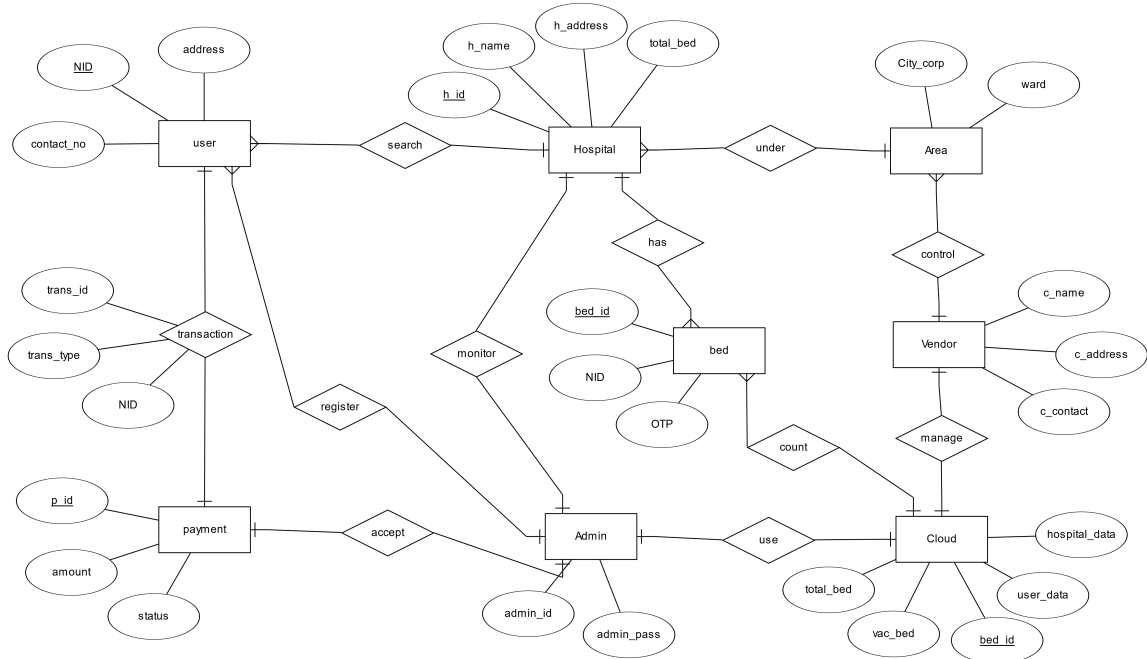 h_address
address
h_name
total_bed
City_corp
NID
ward
h_id
contact_no
user
search
Hospital
under
Area
has
control
trans_id
c_name
bed_id
transaction
Vendor
trans_type
monitor
bed
c_address
NID
NID
register
c_contact
OTP
manage
count
p_id
payment
accept
Admin
use
Cloud
hospital_data
amount
total_bed
user_data
status
admin_id
admin_pass
vac_bed
bed_id